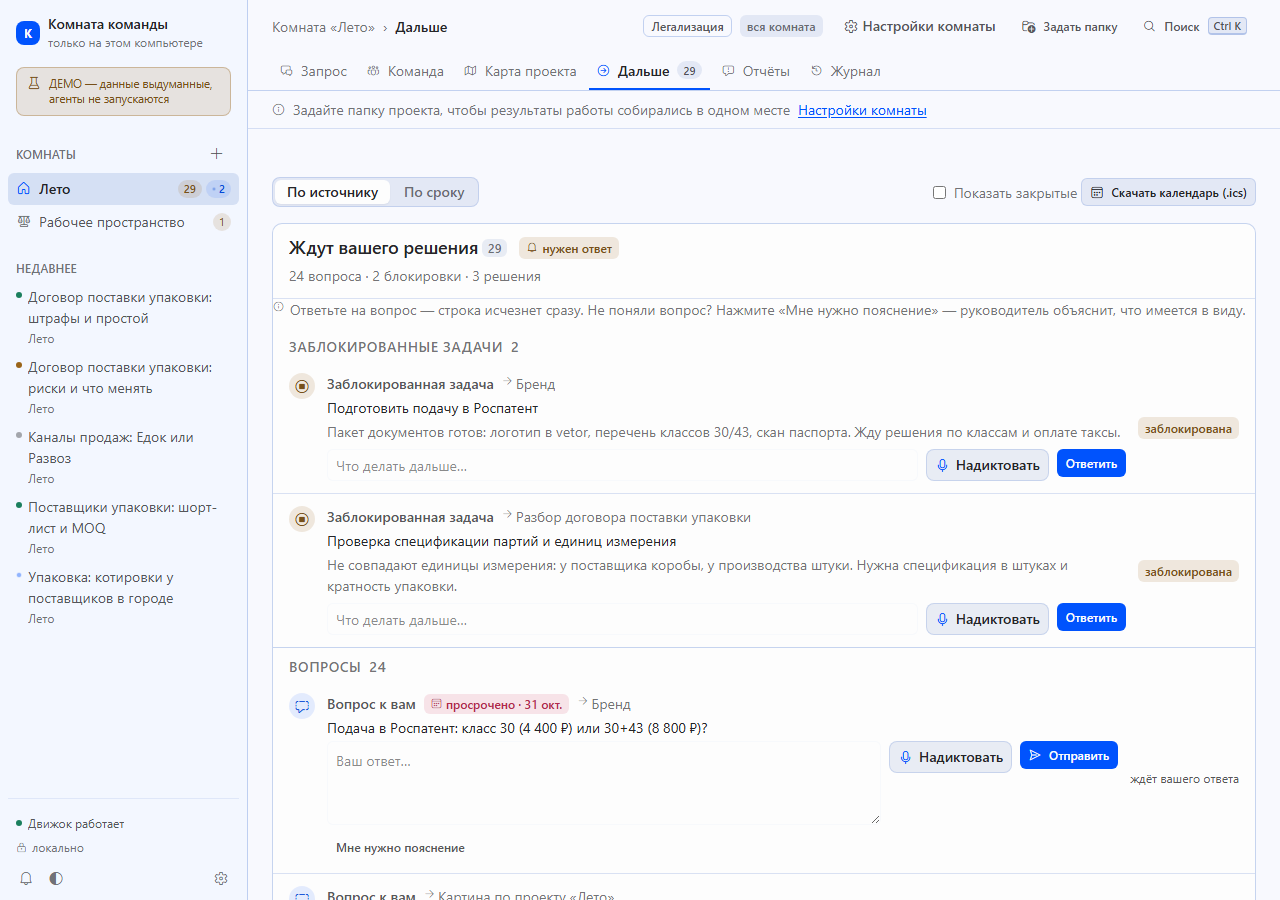 К
Комната команды
только на этом компьютере
ДЕМО — данные выдуманные,
агенты не запускаются
КОМНАТЫ
Лето 29 · 2
Рабочее пространство 1
НЕДАВНЕЕ
Договор поставки упаковки:
штрафы и простой
Лето
Договор поставки упаковки:
риски и что менять
Лето
Каналы продаж: Едок или
Развоз
Лето
Поставщики упаковки: шорт-
лист и MOQ
Лето
Упаковка: котировки у
поставщиков в городе
Лето
Движок работает
локально
Комната «Лето» › Дальше
Легализация вся комната Настройки комнаты Задать папку Поиск Ctrl K
Запрос Команда Карта проекта Дальше 29 Отчёты Журнал
Задайте папку проекта, чтобы результаты работы собирались в одном месте Настройки комнаты
По источнику По сроку
Показать закрытые Скачать календарь (.ics)
Ждут вашего решения 29 нужен ответ
24 вопроса · 2 блокировки · 3 решения
Ответьте на вопрос — строка исчезнет сразу. Не поняли вопрос? Нажмите «Мне нужно пояснение» — руководитель объяснит, что имеется в виду.
ЗАБЛОКИРОВАННЫЕ ЗАДАЧИ 2
Заблокированная задача → Бренд
Подготовить подачу в Роспатент
Пакет документов готов: логотип в vetor, перечень классов 30/43, скан паспорта. Жду решения по классам и оплате таксы.
заблокирована
Что делать дальше...
Надиктовать Ответить
Заблокированная задача → Разбор договора поставки упаковки
Проверка спецификации партий и единиц измерения
Не совпадают единицы измерения: у поставщика коробы, у производства штуки. Нужна спецификация в штуках и
кратность упаковки.
заблокирована
Что делать дальше...
Надиктовать Ответить
ВОПРОСЫ 24
Вопрос к вам просрочено · 31 окт. → Бренд
Подача в Роспатент: класс 30 (4 400 ₽) или 30+43 (8 800 ₽)?
Ваш ответ...
Надиктовать Отправить
ждёт вашего ответа
Мне нужно пояснение
Вопрос к вам → Картина по проекту «Лето»